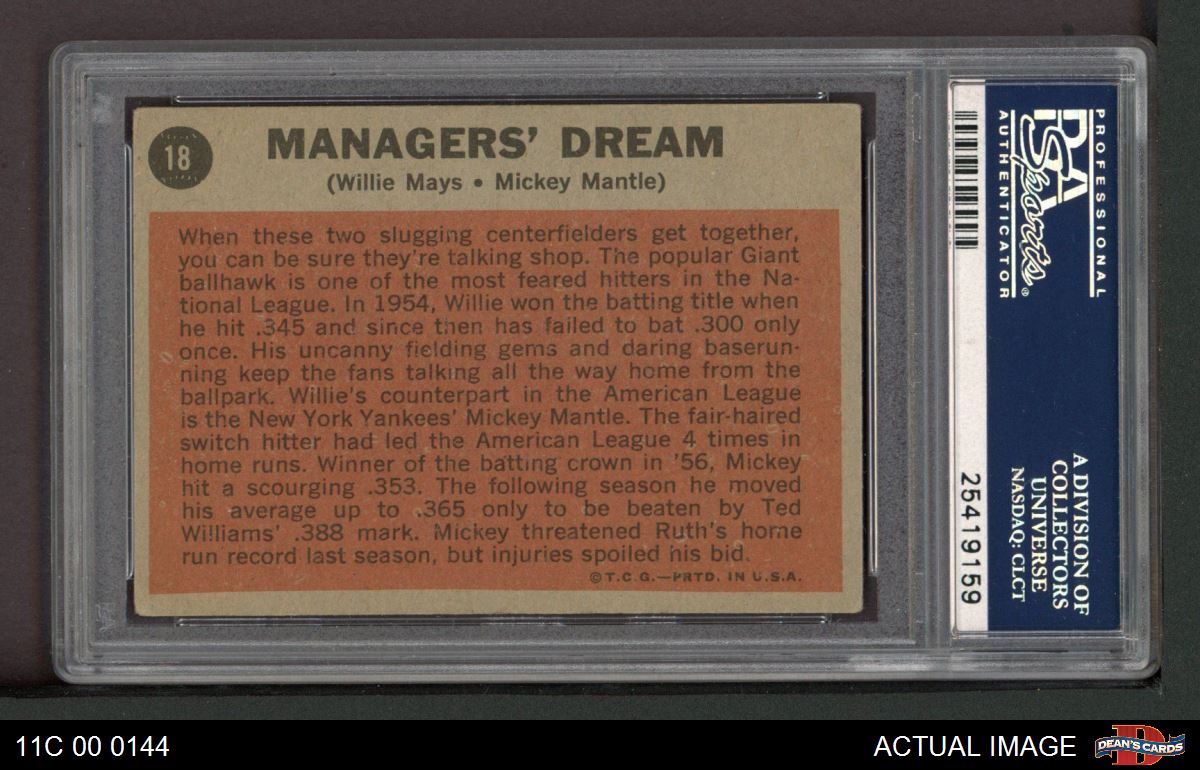 18
MANAGERS' DREAM
(Willie Mays • Mickey Mantle)
When these two slugging centerfielders get together,
you can be sure they're talking shop. The popular Giant
ballhawk is one of the most feared hitters in the Na-
tional League. In 1954, Willie won the batting title when
he hit .345 and since then has failed to bat .300 only
once. His uncanny fielding gems and daring baserun-
ning keep the fans talking all the way home from the
ballpark. Willie's counterpart in the American League
is the New York Yankees' Mickey Mantle. The fair-haired
switch hitter had led the American League 4 times in
home runs. Winner of the batting crown in '56, Mickey
hit a scourging .353. The following season he moved
his average up to .365 only to be beaten by Ted
Williams' .388 mark. Mickey threatened Ruth's home
run record last season, but injuries spoiled his bid.
©T.C.G.—PRTD. IN U.S.A.
PROFESSIONAL
PSA
Sports®
AUTHENTICATOR
A DIVISION OF
COLLECTORS
UNIVERSE
NASDAQ: CLCT
25419159
11C 00 0144
ACTUAL IMAGE
D
DEAN'S CARDS